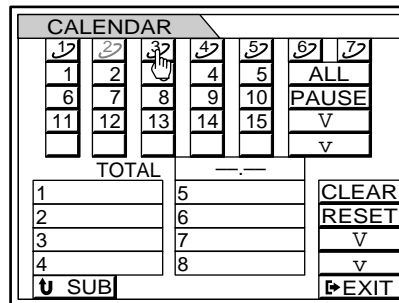 CALENDAR
1 2 3 4 5 6 7
1 2 4 5 ALL
6 7 8 9 10 PAUSE
11 12 13 14 15 V
V
TOTAL —–.—–
1 5 CLEAR
2 6 RESET
3 7 V
4 8 V
SUB EXIT